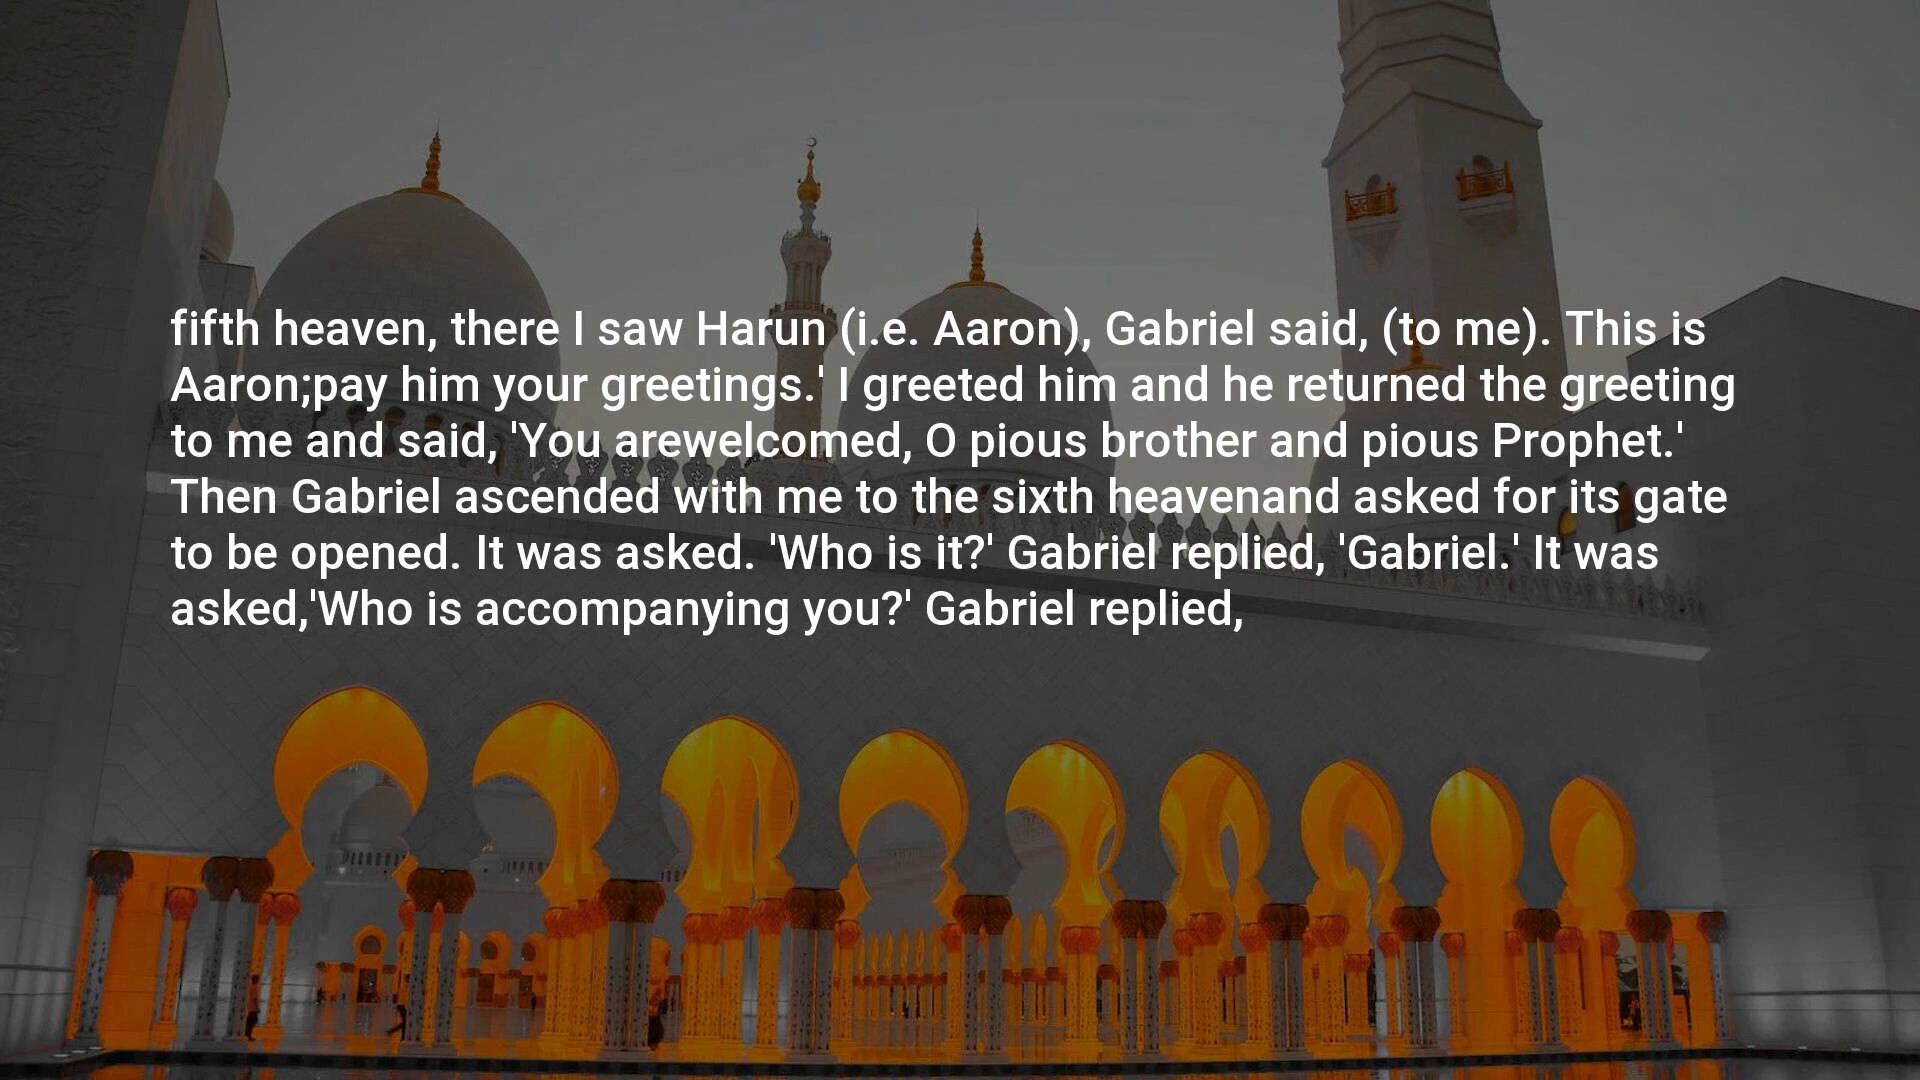 fifth heaven, there I saw Harun (i.e. Aaron), Gabriel said, (to me). This is
Aaron;pay him your greetings.' I greeted him and he returned the greeting
to me and said, 'You arewelcomed, O pious brother and pious Prophet.'
Then Gabriel ascended with me to the sixth heavenand asked for its gate
to be opened. It was asked. 'Who is it?' Gabriel replied, 'Gabriel.' It was
asked,'Who is accompanying you?' Gabriel replied,